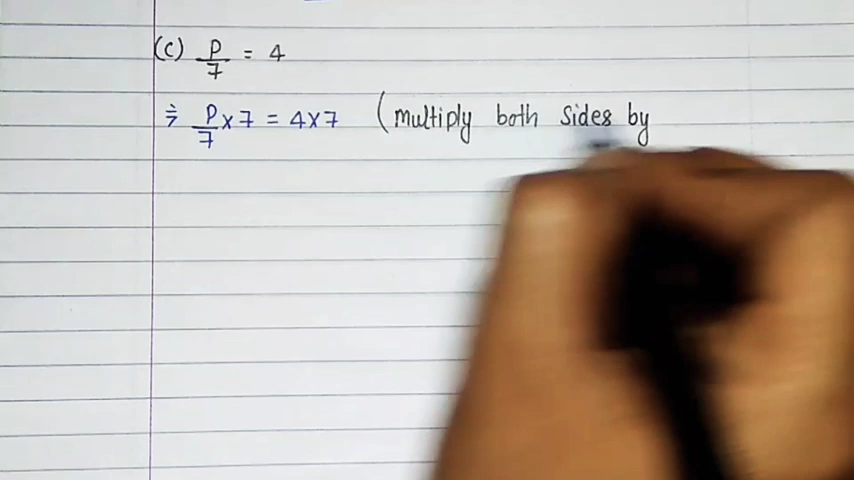 (C) P/7 = 4
⇒ P/7 × 7 = 4×7 (multiply both sides by